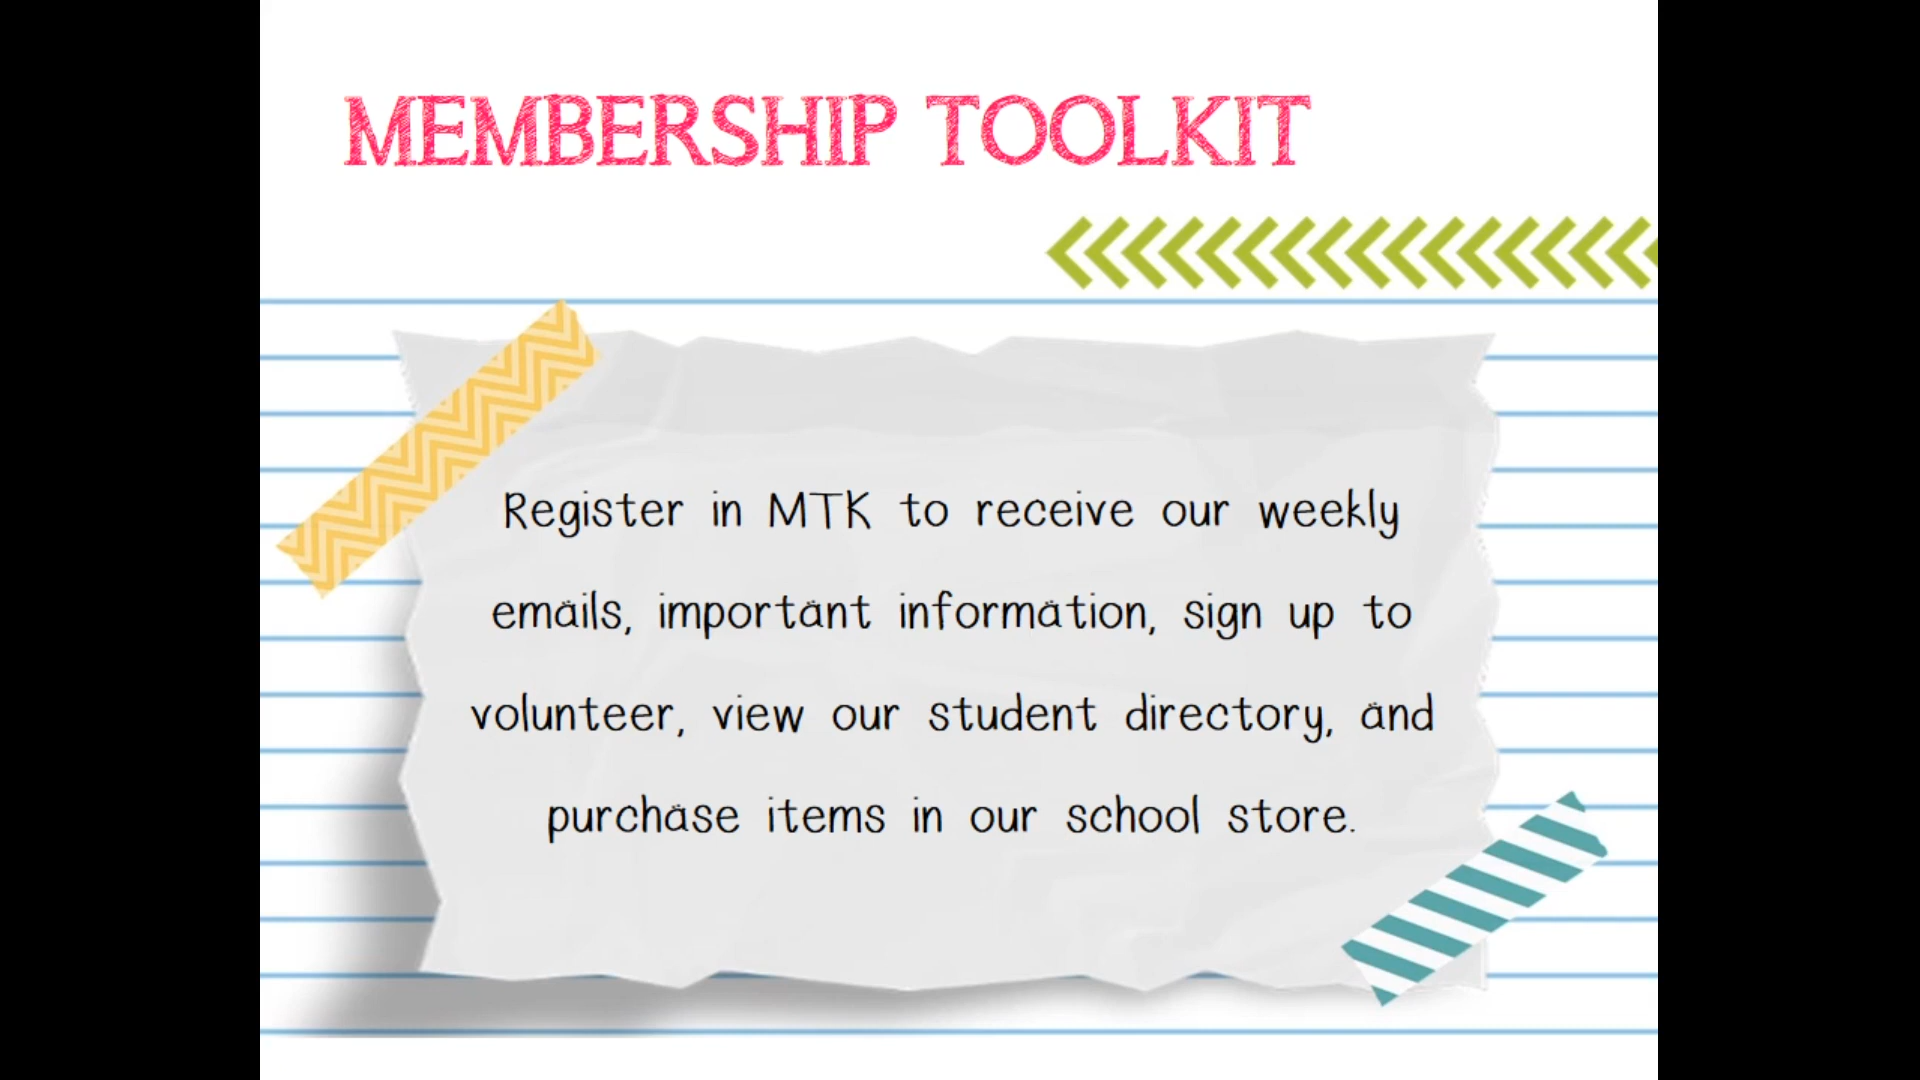 MEMBERSHIP TOOLKIT
Register in MTK to receive our weekly
emails, important information, sign up to
volunteer, view our student directory, and
purchase items in our school store.